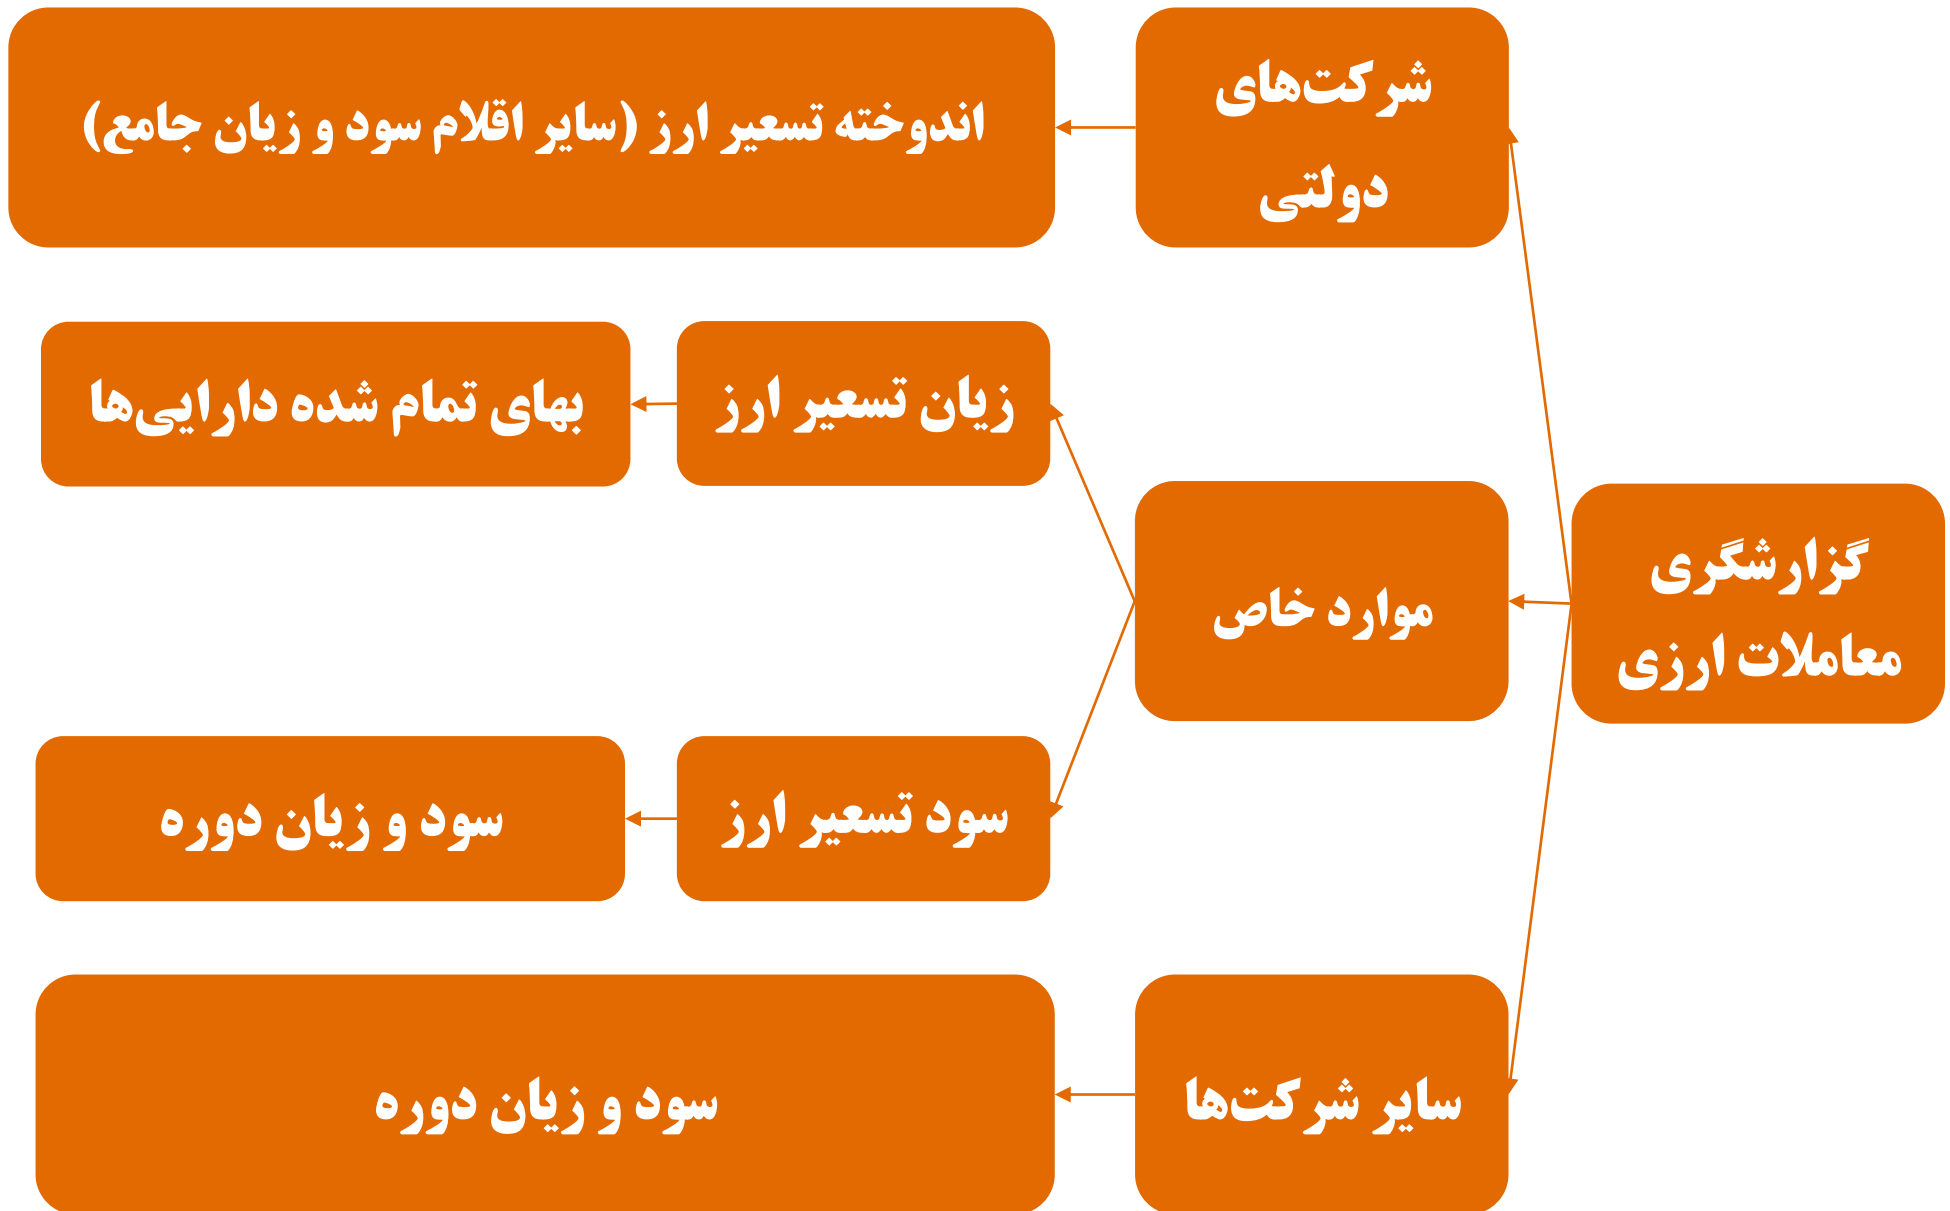 گزارشگری
معاملات ارزی
شرکت‌های
دولتی
اندوخته تسعیر ارز (سایر اقلام سود و زیان جامع)
موارد خاص
زیان تسعیر ارز
بهای تمام شده دارایی‌ها
سود تسعیر ارز
سود و زیان دوره
سایر شرکت‌ها
سود و زیان دوره